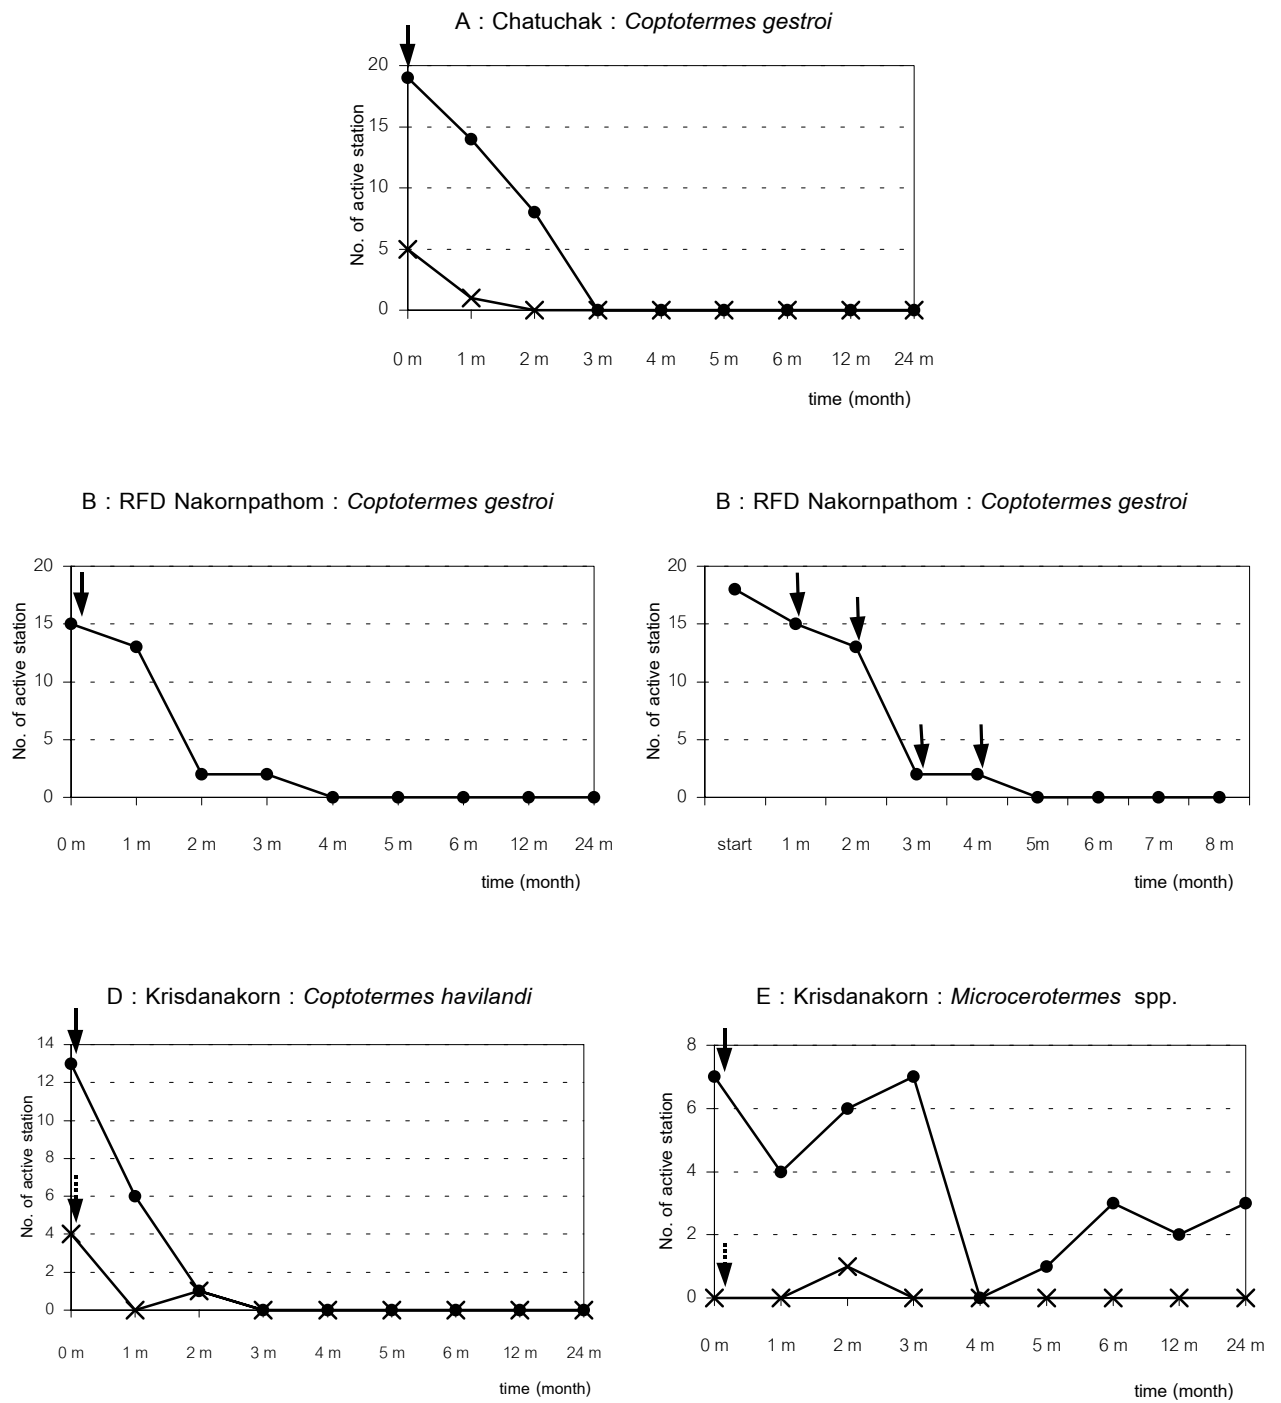 A : Chatuchak : Coptotermes gestroi
No. of active station
20
15
10
5
0
0 m 1 m 2 m 3 m 4 m 5 m 6 m 12 m 24 m
time (month)
B : RFD Nakornpathom : Coptotermes gestroi
No. of active station
20
15
10
5
0
0 m 1 m 2 m 3 m 4 m 5 m 6 m 12 m 24 m
time (month)
B : RFD Nakornpathom : Coptotermes gestroi
No. of active station
20
15
10
5
0
start 1 m 2 m 3 m 4 m 5m 6 m 7 m 8 m
time (month)
D : Krisdanakorn : Coptotermes havilandi
No. of active station
14
12
10
8
6
4
2
0
0 m 1 m 2 m 3 m 4 m 5 m 6 m 12 m 24 m
time (month)
E : Krisdanakorn : Microcerotermes spp.
No. of active station
8
6
4
2
0
0 m 1 m 2 m 3 m 4 m 5 m 6 m 12 m 24 m
time (month)